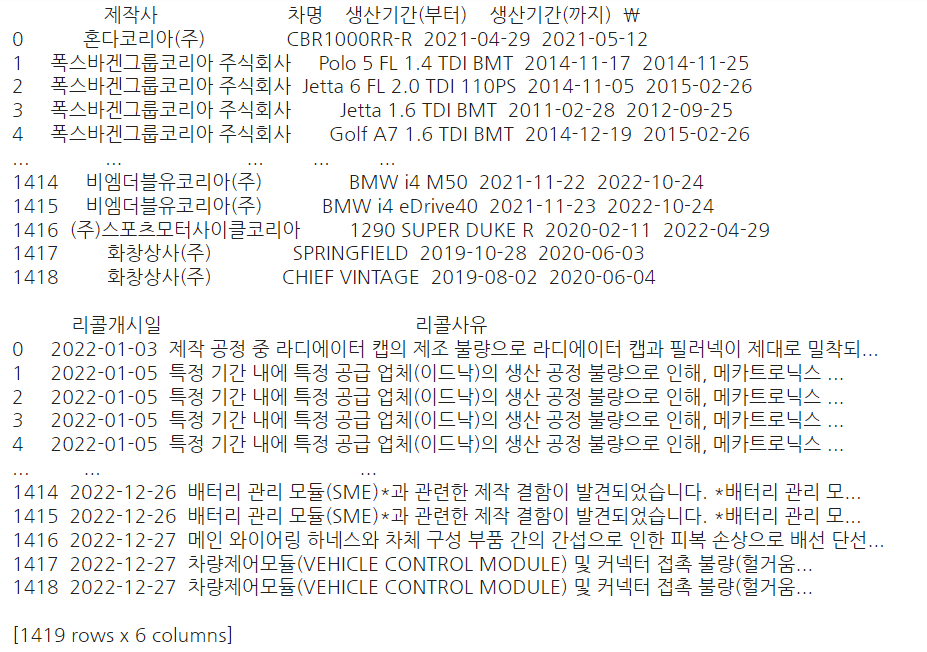 제작사 차명 생산기간(부터) 생산기간(까지) ₩
0 혼다코리아(주) CBR1000RR-R 2021-04-29 2021-05-12
1 폭스바겐그룹코리아 주식회사 Polo 5 FL 1.4 TDI BMT 2014-11-17 2014-11-25
2 폭스바겐그룹코리아 주식회사 Jetta 6 FL 2.0 TDI 110PS 2014-11-05 2015-02-26
3 폭스바겐그룹코리아 주식회사 Jetta 1.6 TDI BMT 2011-02-28 2012-09-25
4 폭스바겐그룹코리아 주식회사 Golf A7 1.6 TDI BMT 2014-12-19 2015-02-26
... ... ... ... ...
1414 비엠더블유코리아(주) BMW i4 M50 2021-11-22 2022-10-24
1415 비엠더블유코리아(주) BMW i4 eDrive40 2021-11-23 2022-10-24
1416 (주)스포츠모터사이클코리아 1290 SUPER DUKE R 2020-02-11 2022-04-29
1417 화창상사(주) SPRINGFIELD 2019-10-28 2020-06-03
1418 화창상사(주) CHIEF VINTAGE 2019-08-02 2020-06-04
리콜개시일 리콜사유
0 2022-01-03 제작 공정 중 라디에이터 캡의 제조 불량으로 라디에이터 캡과 필러넥이 제대로 밀착되...
1 2022-01-05 특정 기간 내에 특정 공급 업체(이드낙)의 생산 공정 불량으로 인해, 메카트로닉스 ...
2 2022-01-05 특정 기간 내에 특정 공급 업체(이드낙)의 생산 공정 불량으로 인해, 메카트로닉스 ...
3 2022-01-05 특정 기간 내에 특정 공급 업체(이드낙)의 생산 공정 불량으로 인해, 메카트로닉스 ...
4 2022-01-05 특정 기간 내에 특정 공급 업체(이드낙)의 생산 공정 불량으로 인해, 메카트로닉스 ...
... ... ...
1414 2022-12-26 배터리 관리 모듈(SME)*과 관련한 제작 결함이 발견되었습니다. *배터리 관리 모...
1415 2022-12-26 배터리 관리 모듈(SME)*과 관련한 제작 결함이 발견되었습니다. *배터리 관리 모...
1416 2022-12-27 메인 와이어링 하네스와 차체 구성 부품 간의 간섭으로 인한 피복 손상으로 배선 단선...
1417 2022-12-27 차량제어모듈(VEHICLE CONTROL MODULE) 및 커넥터 접촉 불량(헐거움...
1418 2022-12-27 차량제어모듈(VEHICLE CONTROL MODULE) 및 커넥터 접촉 불량(헐거움...
[1419 rows x 6 columns]